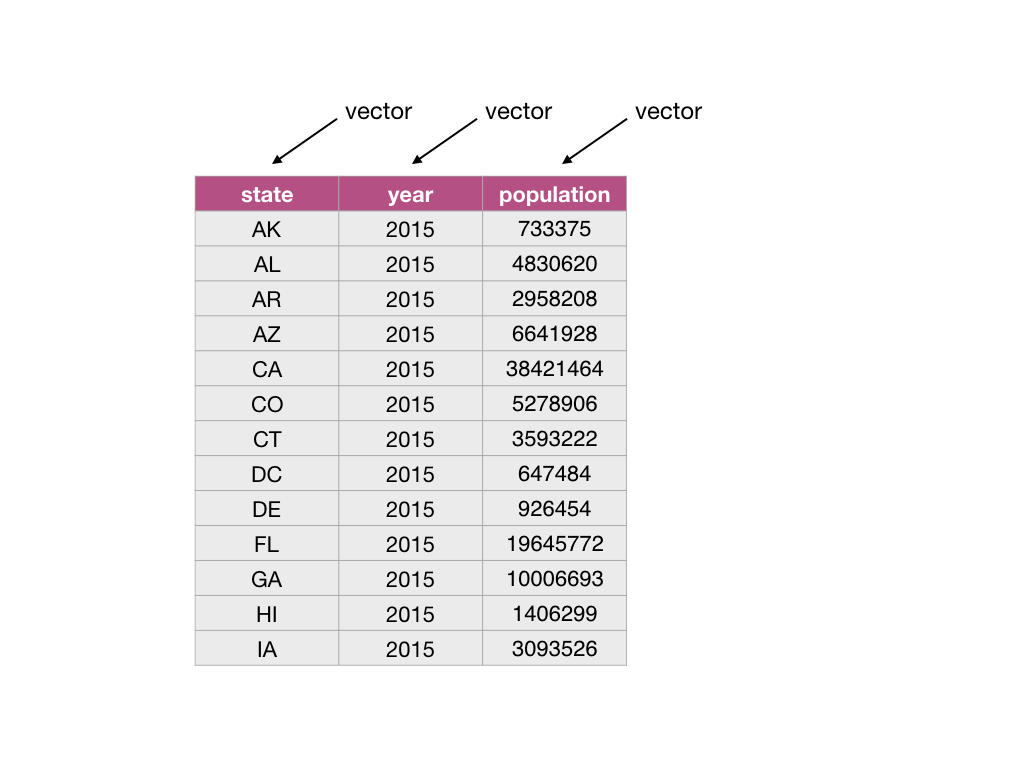 vector vector vector
state year population
AK 2015 733375
AL 2015 4830620
AR 2015 2958208
AZ 2015 6641928
CA 2015 38421464
CO 2015 5278906
CT 2015 3593222
DC 2015 647484
DE 2015 926454
FL 2015 19645772
GA 2015 10006693
HI 2015 1406299
IA 2015 3093526